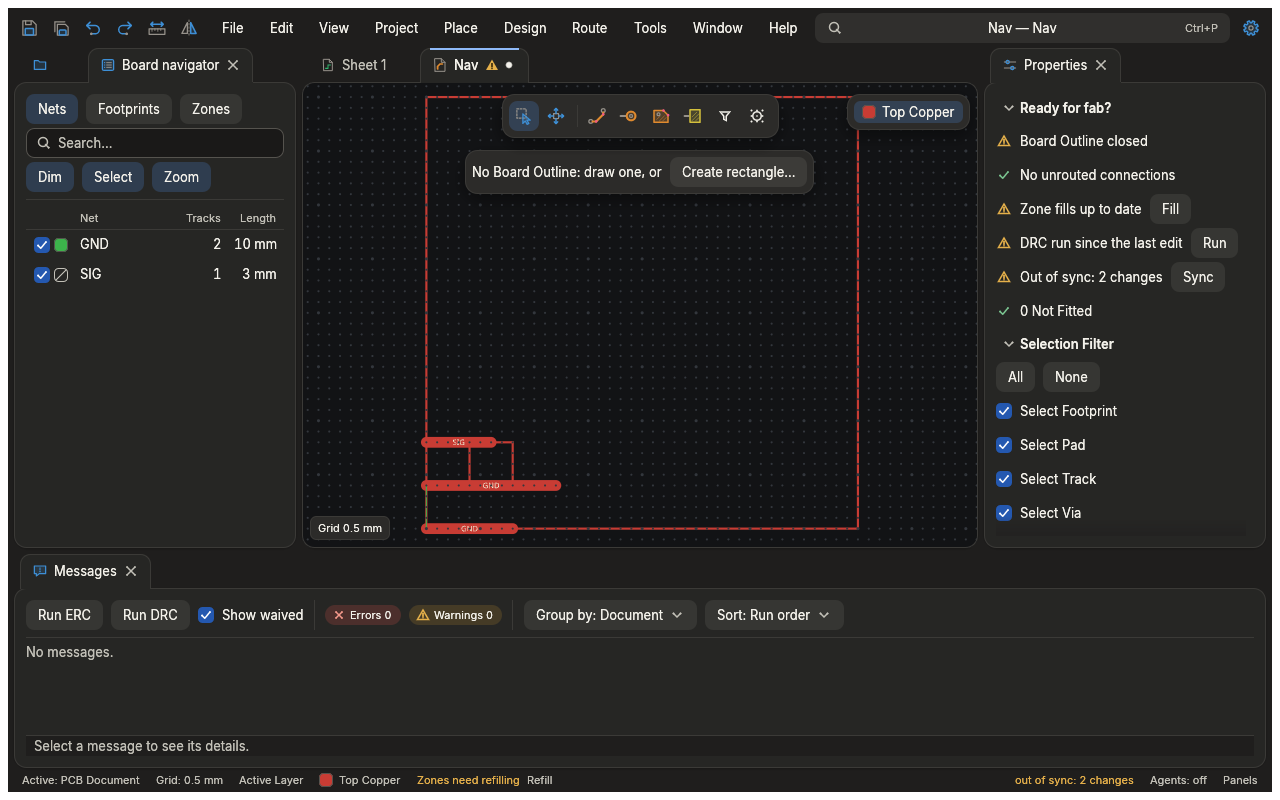 File Edit View Project Place Design Route Tools Window Help Nav — Nav Ctrl+P
Board navigator
Sheet 1
Nav
Properties
Nets Footprints Zones
Search...
Dim Select Zoom
Net Tracks Length
GND 2 10 mm
SIG 1 3 mm
Top Copper
No Board Outline: draw one, or Create rectangle...
SIG
GND
GND
Grid 0.5 mm
Ready for fab?
Board Outline closed
No unrouted connections
Zone fills up to date Fill
DRC run since the last edit Run
Out of sync: 2 changes Sync
0 Not Fitted
Selection Filter
All None
Select Footprint
Select Pad
Select Track
Select Via
Messages
Run ERC Run DRC Show waived Errors 0 Warnings 0 Group by: Document Sort: Run order
No messages.
Select a message to see its details.
Active: PCB Document Grid: 0.5 mm Active Layer Top Copper Zones need refilling Refill out of sync: 2 changes Agents: off Panels